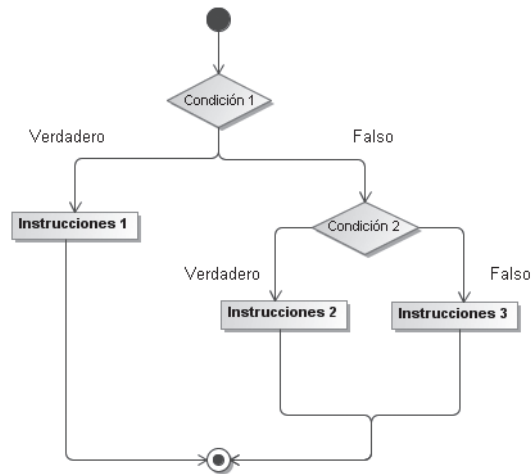 Condición 1
Verdadero
Falso
Instrucciones 1
Condición 2
Verdadero
Falso
Instrucciones 2
Instrucciones 3